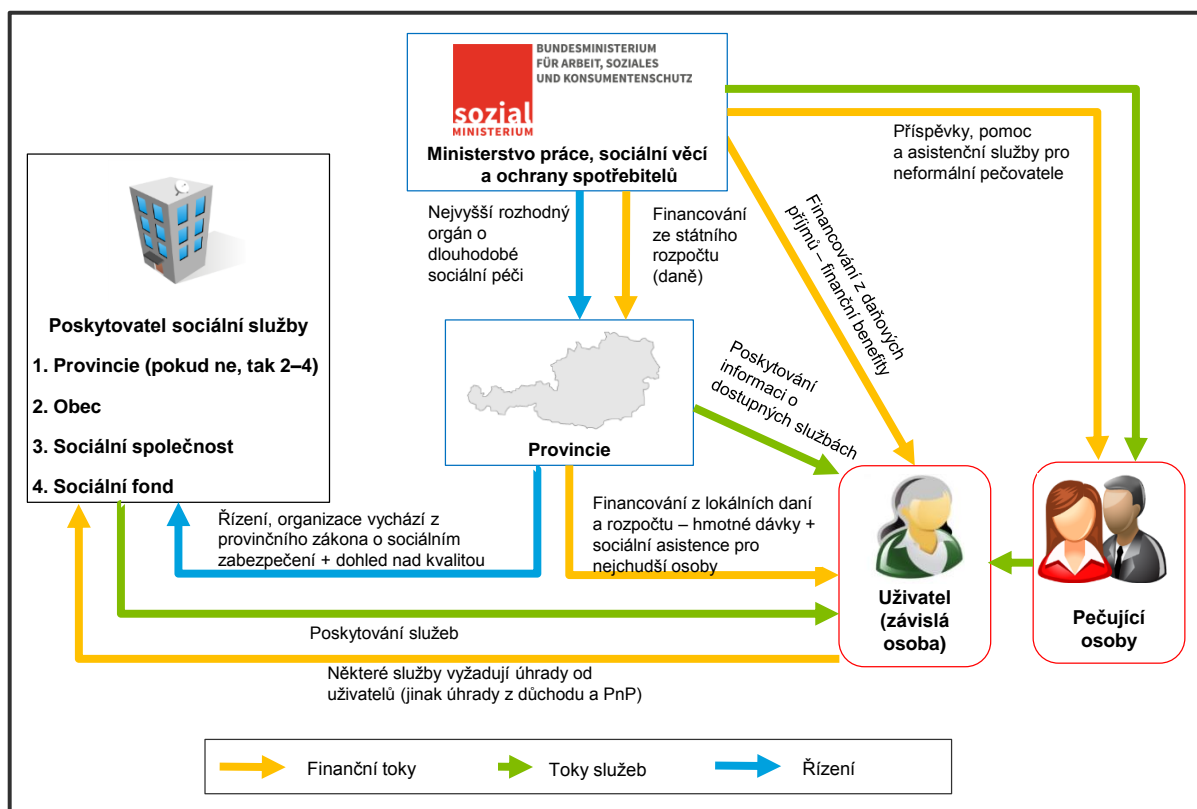 BUNDESMINISTERIUM
FÜR ARBEIT, SOZIALES
UND KONSUMENTENSCHUTZ
sozial
MINISTERIUM
Ministerstvo práce, sociální věcí
a ochrany spotřebitelů
Příspěvky, pomoc
a asistenční služby pro
neformální pečovatele
Nejvyšší rozhodný
orgán o
dlouhodobé
sociální péči
Financování
ze státního
rozpočtu
(daně)
Financování z daňových
příjmů – finanční benefity
Poskytovatel sociální služby
1. Provincie (pokud ne, tak 2–4)
2. Obec
3. Sociální společnost
4. Sociální fond
Provincie
Poskytování
informaci o
dostupných službách
Řízení, organizace vychází z
provinčního zákona o sociálním
zabezpečení + dohled nad kvalitou
Financování z lokálních daní
a rozpočtu – hmotné dávky +
sociální asistence pro
nejchudší osoby
Uživatel
(závislá
osoba)
Pečující
osoby
Poskytování služeb
Některé služby vyžadují úhrady od
uživatelů (jinak úhrady z důchodu a PnP)
Finanční toky
Toky služeb
Řízení